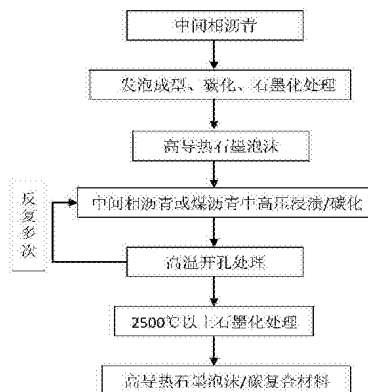 中间相沥青
发泡成型、碳化、石墨化处理
高导热石墨泡沫
中间相沥青或煤沥青中高压浸渍/碳化
反复多次
高温开孔处理
2500℃以上石墨化处理
高导热石墨泡沫/碳复合材料